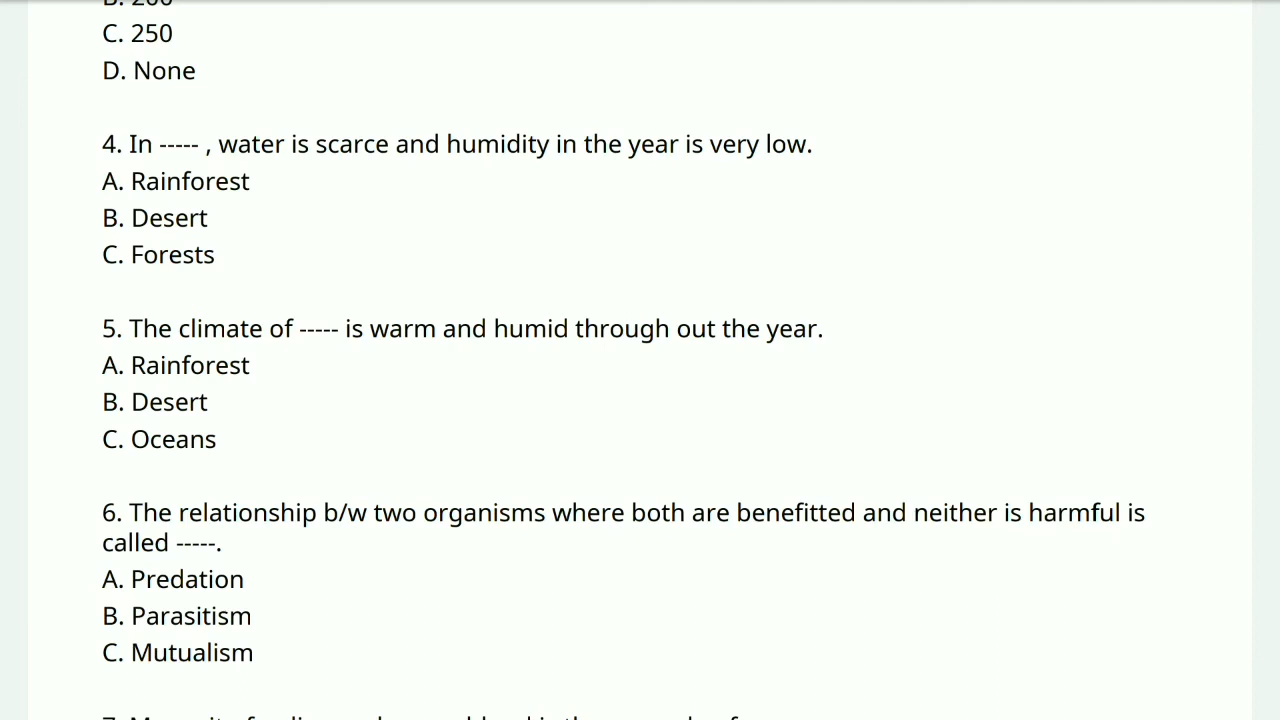 B. 200
C. 250
D. None
4. In ----- , water is scarce and humidity in the year is very low.
A. Rainforest
B. Desert
C. Forests
5. The climate of ----- is warm and humid through out the year.
A. Rainforest
B. Desert
C. Oceans
6. The relationship b/w two organisms where both are benefitted and neither is harmful is
called -----.
A. Predation
B. Parasitism
C. Mutualism